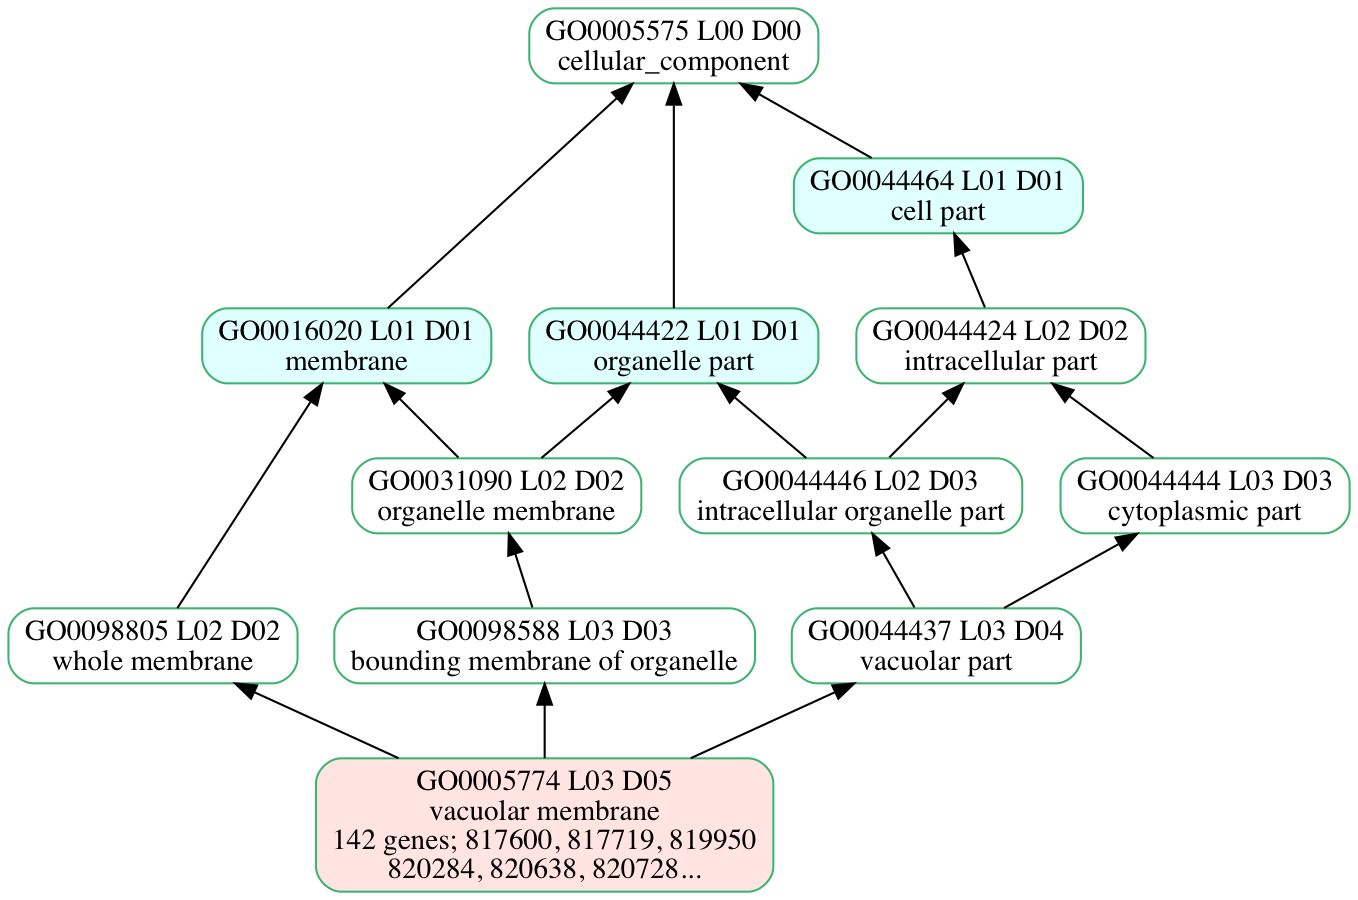 GO0005575 L00 D00
cellular_component
GO0044464 L01 D01
cell part
GO0016020 L01 D01
membrane
GO0044422 L01 D01
organelle part
GO0044424 L02 D02
intracellular part
GO0031090 L02 D02
organelle membrane
GO0044446 L02 D03
intracellular organelle part
GO0044444 L03 D03
cytoplasmic part
GO0098805 L02 D02
whole membrane
GO0098588 L03 D03
bounding membrane of organelle
GO0044437 L03 D04
vacuolar part
GO0005774 L03 D05
vacuolar membrane
142 genes; 817600, 817719, 819950
820284, 820638, 820728...